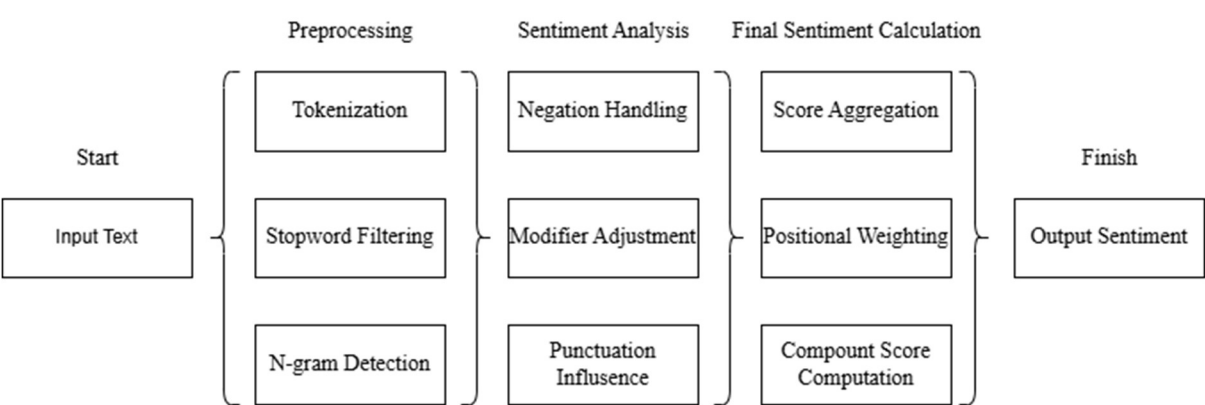 Preprocessing
Sentiment Analysis
Final Sentiment Calculation
Tokenization
Negation Handling
Score Aggregation
Start
Finish
Input Text
Stopword Filtering
Modifier Adjustment
Positional Weighting
Output Sentiment
N-gram Detection
Punctuation
Influsence
Compount Score
Computation